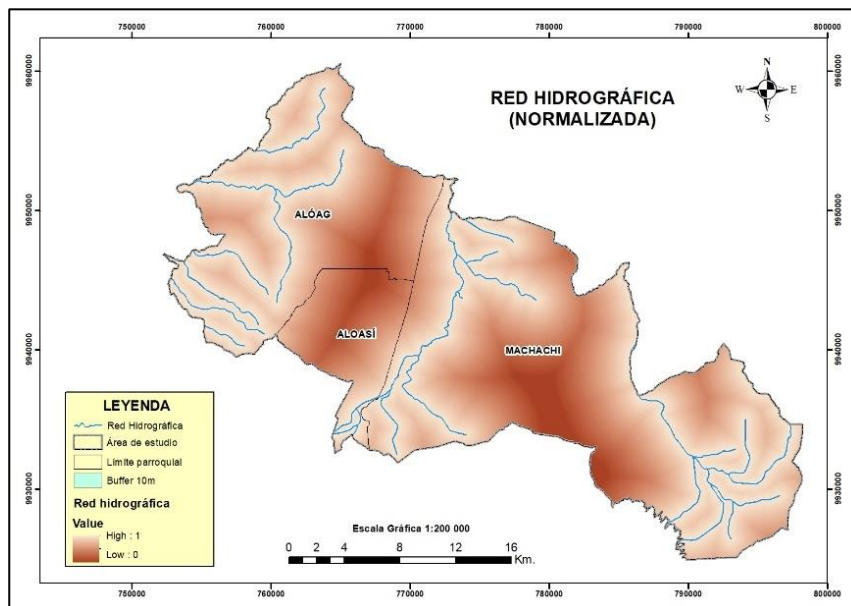 750000 760000 770000 780000 790000 800000
9960000
9950000
9940000
9930000
RED HIDROGRÁFICA
(NORMALIZADA)
N
W E
S
ALÓAG
ALOASÍ
MACHACHI
LEYENDA
Red Hidrográfica
Área de estudio
Límite parroquial
Buffer 10m
Red hidrográfica
Value
High : 1
Low : 0
Escala Gráfica 1:200 000
0 2 4 8 12 16
Km.
9960000
9950000
9940000
9930000
750000 760000 770000 780000 790000 800000